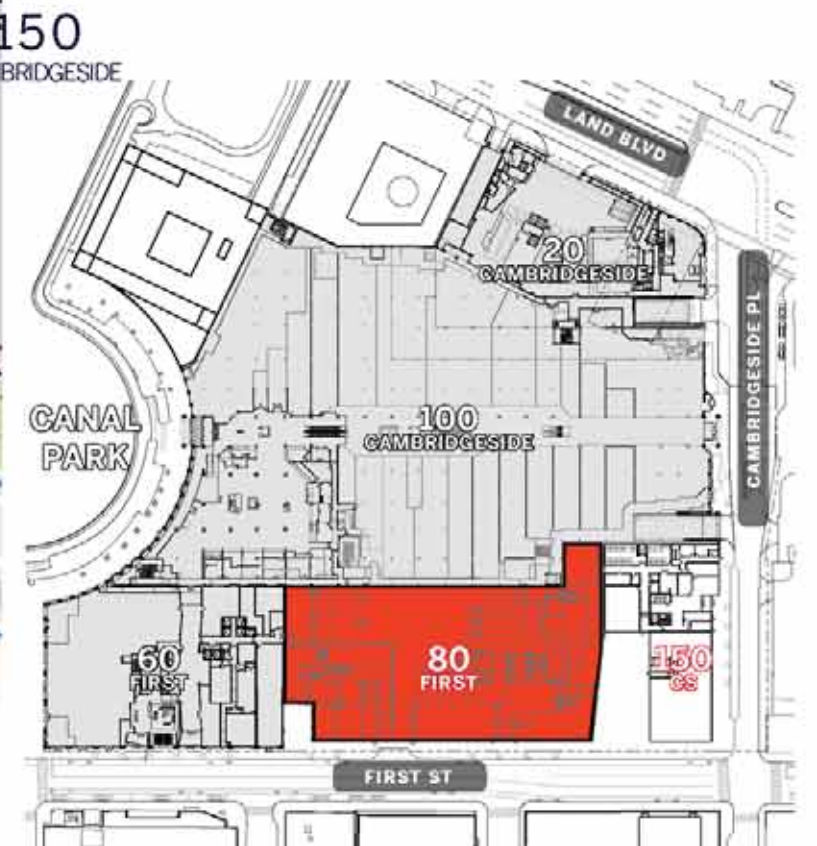 150
BRIDGESIDE
LAND BLVD
20
CAMBRIDGESIDE
CAMBRIDGESIDE PL
CANAL
PARK
100
CAMBRIDGESIDE
60
FIRST
80
FIRST
150
CS
FIRST ST